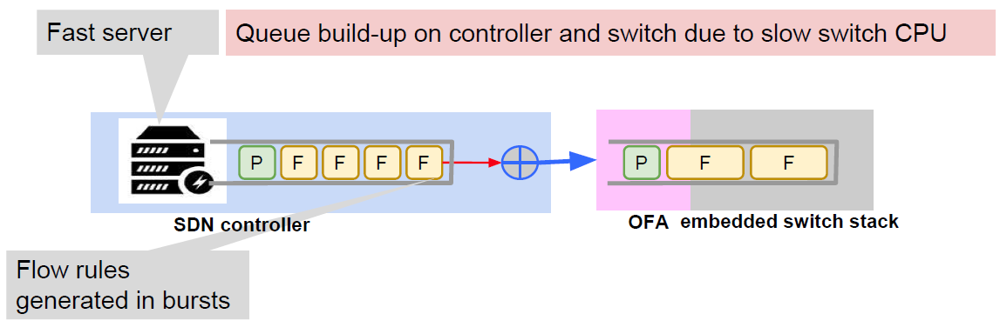 Fast server
Queue build-up on controller and switch due to slow switch CPU
P F F F F
P F F
SDN controller
OFA embedded switch stack
Flow rules
generated in bursts